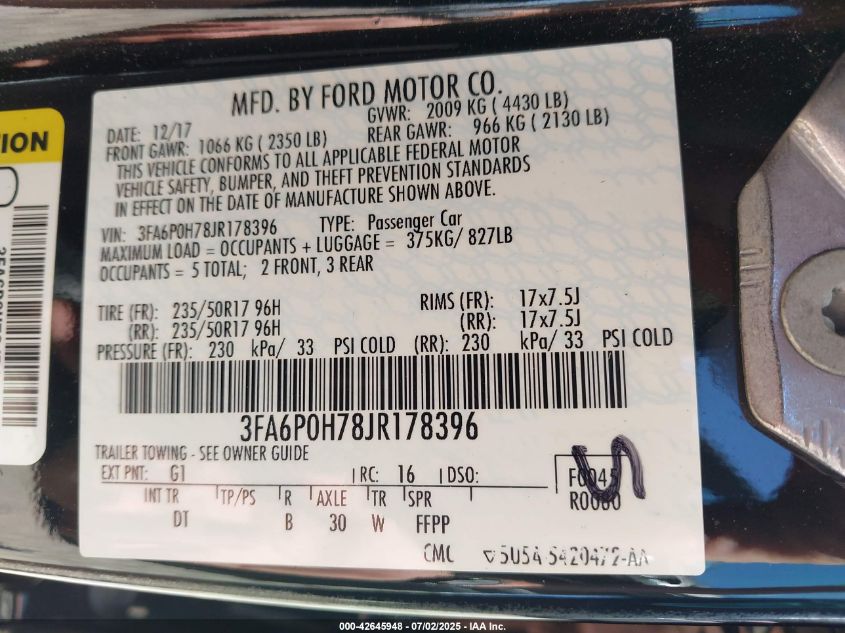 TION
MFD. BY FORD MOTOR CO.
DATE: 12/17 GVWR: 2009 KG ( 4430 LB)
FRONT GAWR: 1066 KG ( 2350 LB) REAR GAWR: 966 KG ( 2130 LB)
THIS VEHICLE CONFORMS TO ALL APPLICABLE FEDERAL MOTOR
VEHICLE SAFETY, BUMPER, AND THEFT PREVENTION STANDARDS
IN EFFECT ON THE DATE OF MANUFACTURE SHOWN ABOVE.
VIN: 3FA6P0H78JR178396 TYPE: Passenger Car
MAXIMUM LOAD = OCCUPANTS + LUGGAGE = 375KG/ 827LB
OCCUPANTS = 5 TOTAL; 2 FRONT, 3 REAR
TIRE (FR): 235/50R17 96H RIMS (FR): 17x7.5J
(RR): 235/50R17 96H (RR): 17x7.5J
PRESSURE (FR): 230 kPa/ 33 PSI COLD (RR): 230 kPa/ 33 PSI COLD
3FA6P0H78JR178396
TRAILER TOWING - SEE OWNER GUIDE
EXT PNT: G1 RC: 16 DSO:
INT TR TP/PS R AXLE TR SPR
DT B 30 W FFPP
CMC
000-42645948 - 07/02/2025 - IAA Inc.